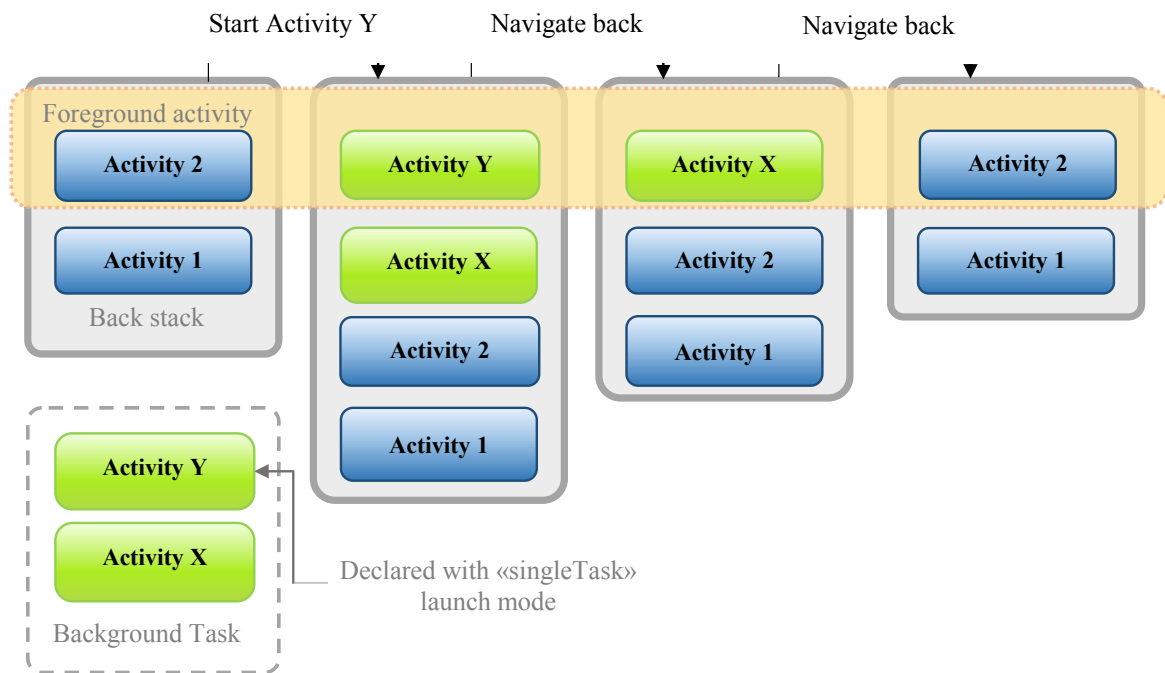 Start Activity Y
Navigate back
Navigate back
Foreground activity
Activity 2
Activity 1
Back stack
Activity Y
Activity X
Activity 2
Activity 1
Activity X
Activity 2
Activity 1
Activity 2
Activity 1
Activity Y
Activity X
Background Task
Declared with «singleTask»
launch mode